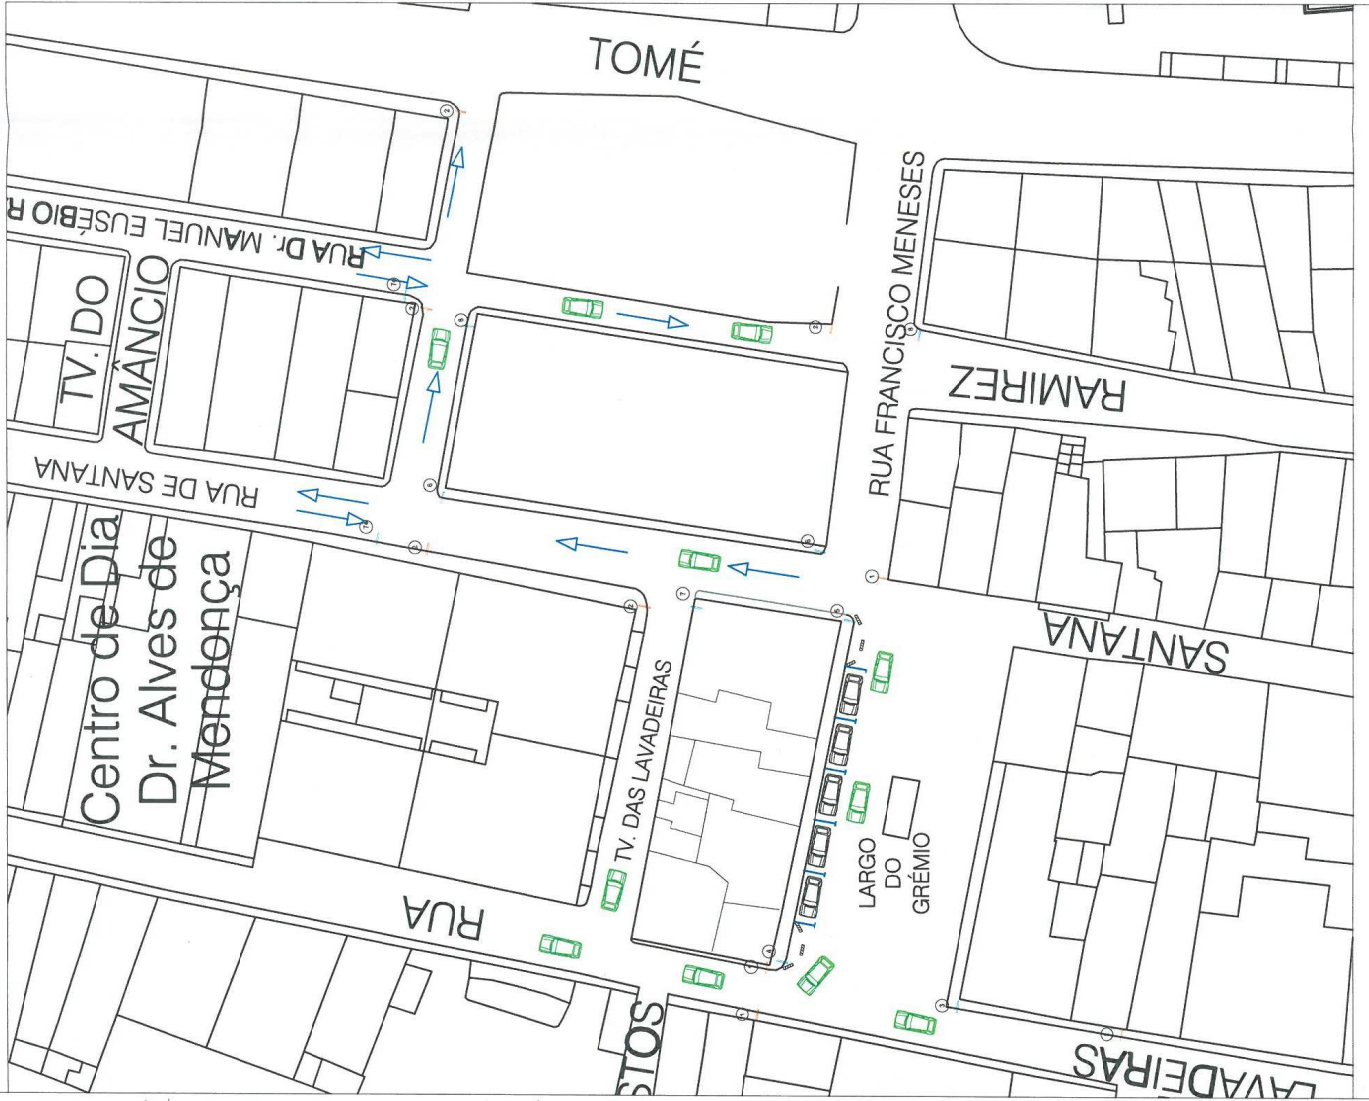 TOMÉ
RUA Dr. MANUEL EUSÉBIO R.
TV. DO
AMÂNCIO
RUA FRANCISCO MENESES
RAMIREZ
RUA DE SANTANA
Centro de Dia
Dr. Alves de
Mendonça
SANTANA
TV. DAS LAVADEIRAS
LARGO
DO
GRÉMIO
RUA
STOS
LAVADEIRAS